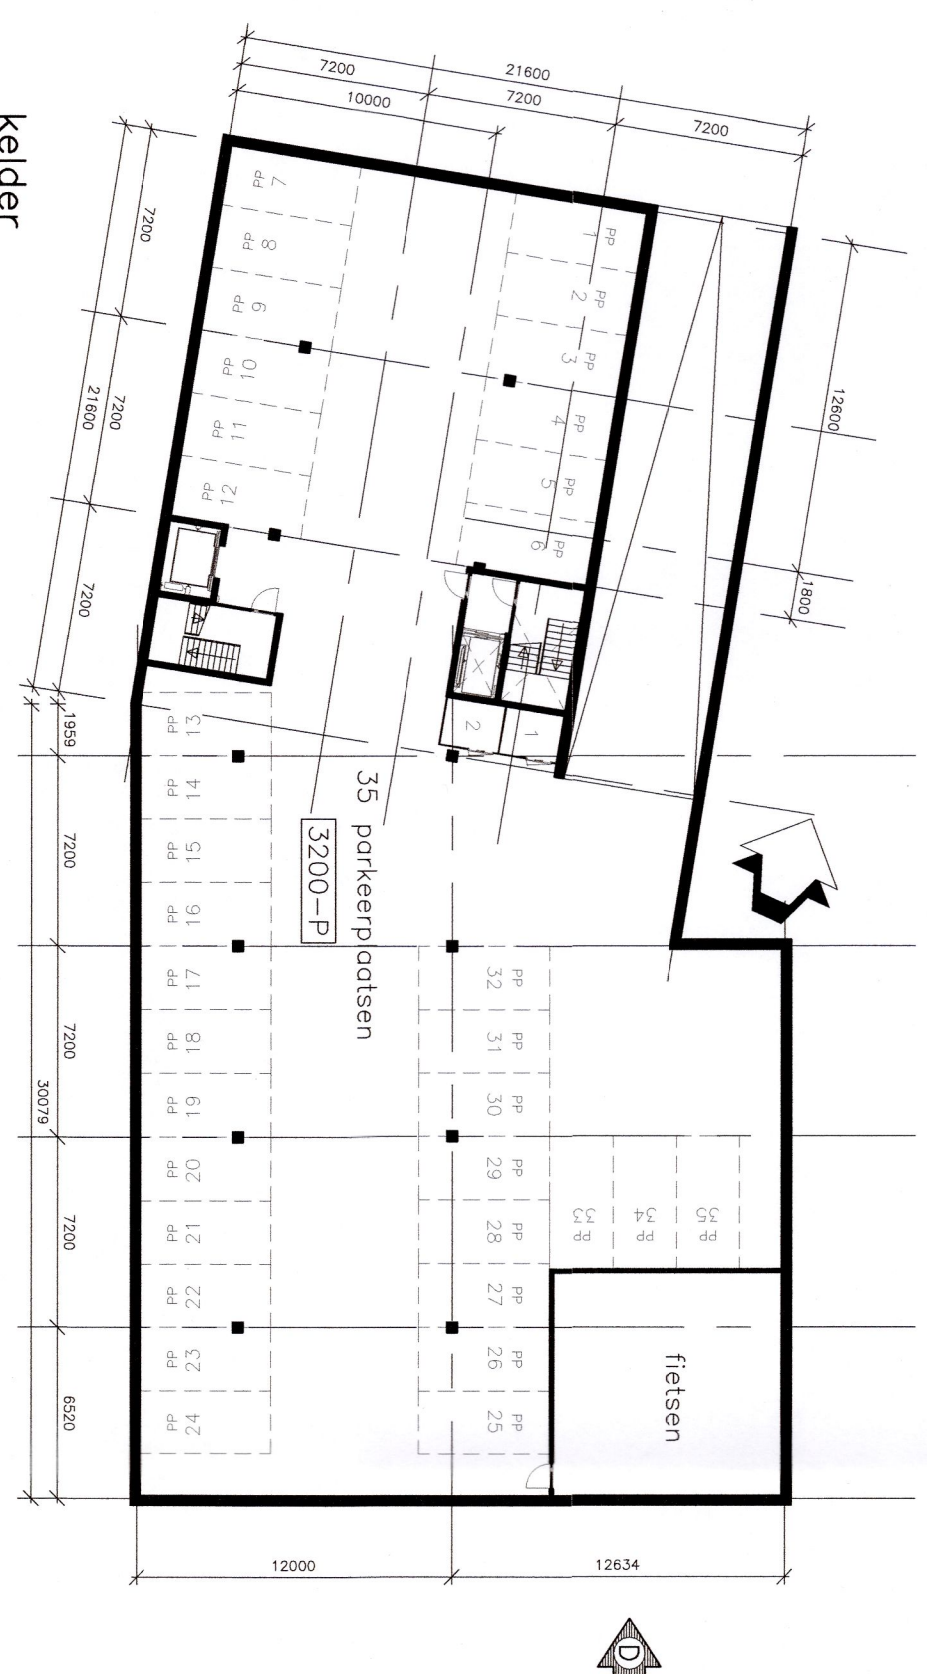 kelder
7200
21600
7200
10000
7200
7200
7200
7200
21600
7200
12600
1800
PP 1
PP 2
PP 3
PP 4
PP 5
PP 6
PP 7
PP 8
PP 9
PP 10
PP 11
PP 12
1
2
35 parkeerplaatsen
3200-P
PP 13
PP 14
PP 15
PP 16
PP 17
PP 18
PP 19
PP 20
PP 21
PP 22
PP 23
PP 24
PP 32
PP 31
PP 30
PP 29
PP 28
PP 27
PP 26
PP 25
PP 33
PP 34
PP 35
fietsen
1959
7200
7200
7200
6520
30079
12000
12634
D